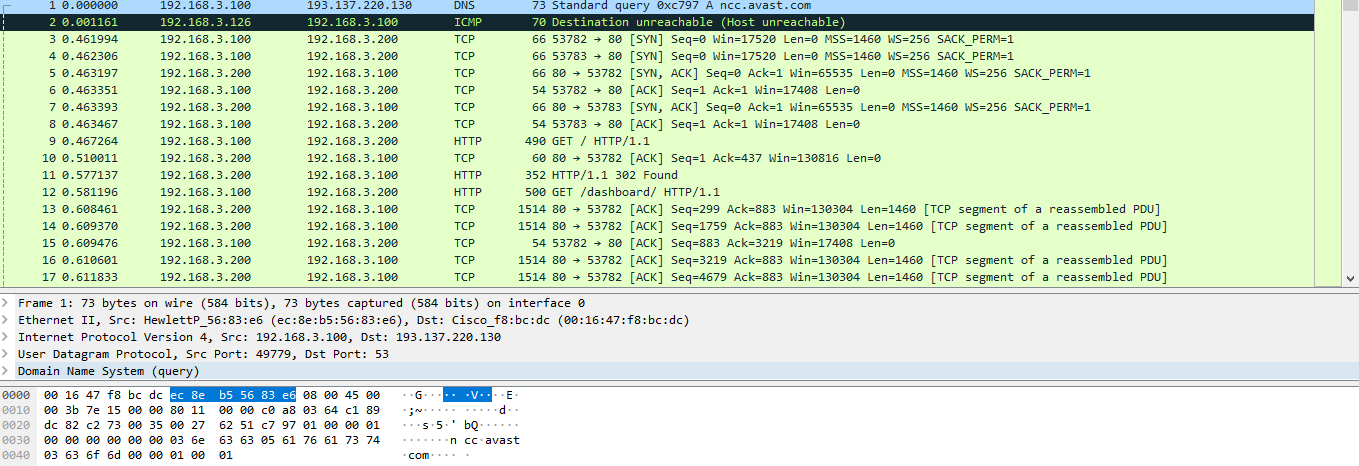 1 0.000000 192.168.3.100 193.137.220.130 DNS 73 Standard query 0xc797 A ncc.avast.com
2 0.001161 192.168.3.126 192.168.3.100 ICMP 70 Destination unreachable (Host unreachable)
3 0.461994 192.168.3.100 192.168.3.200 TCP 66 53782 → 80 [SYN] Seq=0 Win=17520 Len=0 MSS=1460 WS=256 SACK_PERM=1
4 0.462306 192.168.3.100 192.168.3.200 TCP 66 53783 → 80 [SYN] Seq=0 Win=17520 Len=0 MSS=1460 WS=256 SACK_PERM=1
5 0.463197 192.168.3.200 192.168.3.100 TCP 66 80 → 53782 [SYN, ACK] Seq=0 Ack=1 Win=65535 Len=0 MSS=1460 WS=256 SACK_PERM=1
6 0.463351 192.168.3.100 192.168.3.200 TCP 54 53782 → 80 [ACK] Seq=1 Ack=1 Win=17408 Len=0
7 0.463393 192.168.3.200 192.168.3.100 TCP 66 80 → 53783 [SYN, ACK] Seq=0 Ack=1 Win=65535 Len=0 MSS=1460 WS=256 SACK_PERM=1
8 0.463467 192.168.3.100 192.168.3.200 TCP 54 53783 → 80 [ACK] Seq=1 Ack=1 Win=17408 Len=0
9 0.467264 192.168.3.100 192.168.3.200 HTTP 490 GET / HTTP/1.1
10 0.510011 192.168.3.200 192.168.3.100 TCP 60 80 → 53782 [ACK] Seq=1 Ack=437 Win=130816 Len=0
11 0.577137 192.168.3.200 192.168.3.100 HTTP 352 HTTP/1.1 302 Found
12 0.581196 192.168.3.100 192.168.3.200 HTTP 500 GET /dashboard/ HTTP/1.1
13 0.608461 192.168.3.200 192.168.3.100 TCP 1514 80 → 53782 [ACK] Seq=299 Ack=883 Win=130304 Len=1460 [TCP segment of a reassembled PDU]
14 0.609370 192.168.3.200 192.168.3.100 TCP 1514 80 → 53782 [ACK] Seq=1759 Ack=883 Win=130304 Len=1460 [TCP segment of a reassembled PDU]
15 0.609476 192.168.3.100 192.168.3.200 TCP 54 53782 → 80 [ACK] Seq=883 Ack=3219 Win=17408 Len=0
16 0.610601 192.168.3.200 192.168.3.100 TCP 1514 80 → 53782 [ACK] Seq=3219 Ack=883 Win=130304 Len=1460 [TCP segment of a reassembled PDU]
17 0.611833 192.168.3.200 192.168.3.100 TCP 1514 80 → 53782 [ACK] Seq=4679 Ack=883 Win=130304 Len=1460 [TCP segment of a reassembled PDU]
Frame 1: 73 bytes on wire (584 bits), 73 bytes captured (584 bits) on interface 0
Ethernet II, Src: HewlettP_56:83:e6 (ec:8e:b5:56:83:e6), Dst: Cisco_f8:bc:dc (00:16:47:f8:bc:dc)
Internet Protocol Version 4, Src: 192.168.3.100, Dst: 193.137.220.130
User Datagram Protocol, Src Port: 49779, Dst Port: 53
Domain Name System (query)
0000 00 16 47 f8 bc dc ec 8e b5 56 83 e6 08 00 45 00 ··G····· ·V····E·
0010 00 3b 7e 15 00 00 80 11 00 00 c0 a8 03 64 c1 89 ·;~····· ·····d··
0020 dc 82 c2 73 00 35 00 27 62 51 c7 97 01 00 00 01 ···s·5·' bQ······
0030 00 00 00 00 00 00 03 6e 63 63 05 61 76 61 73 74 ·······n cc·avast
0040 03 63 6f 6d 00 00 01 00 01 ·com···· ·